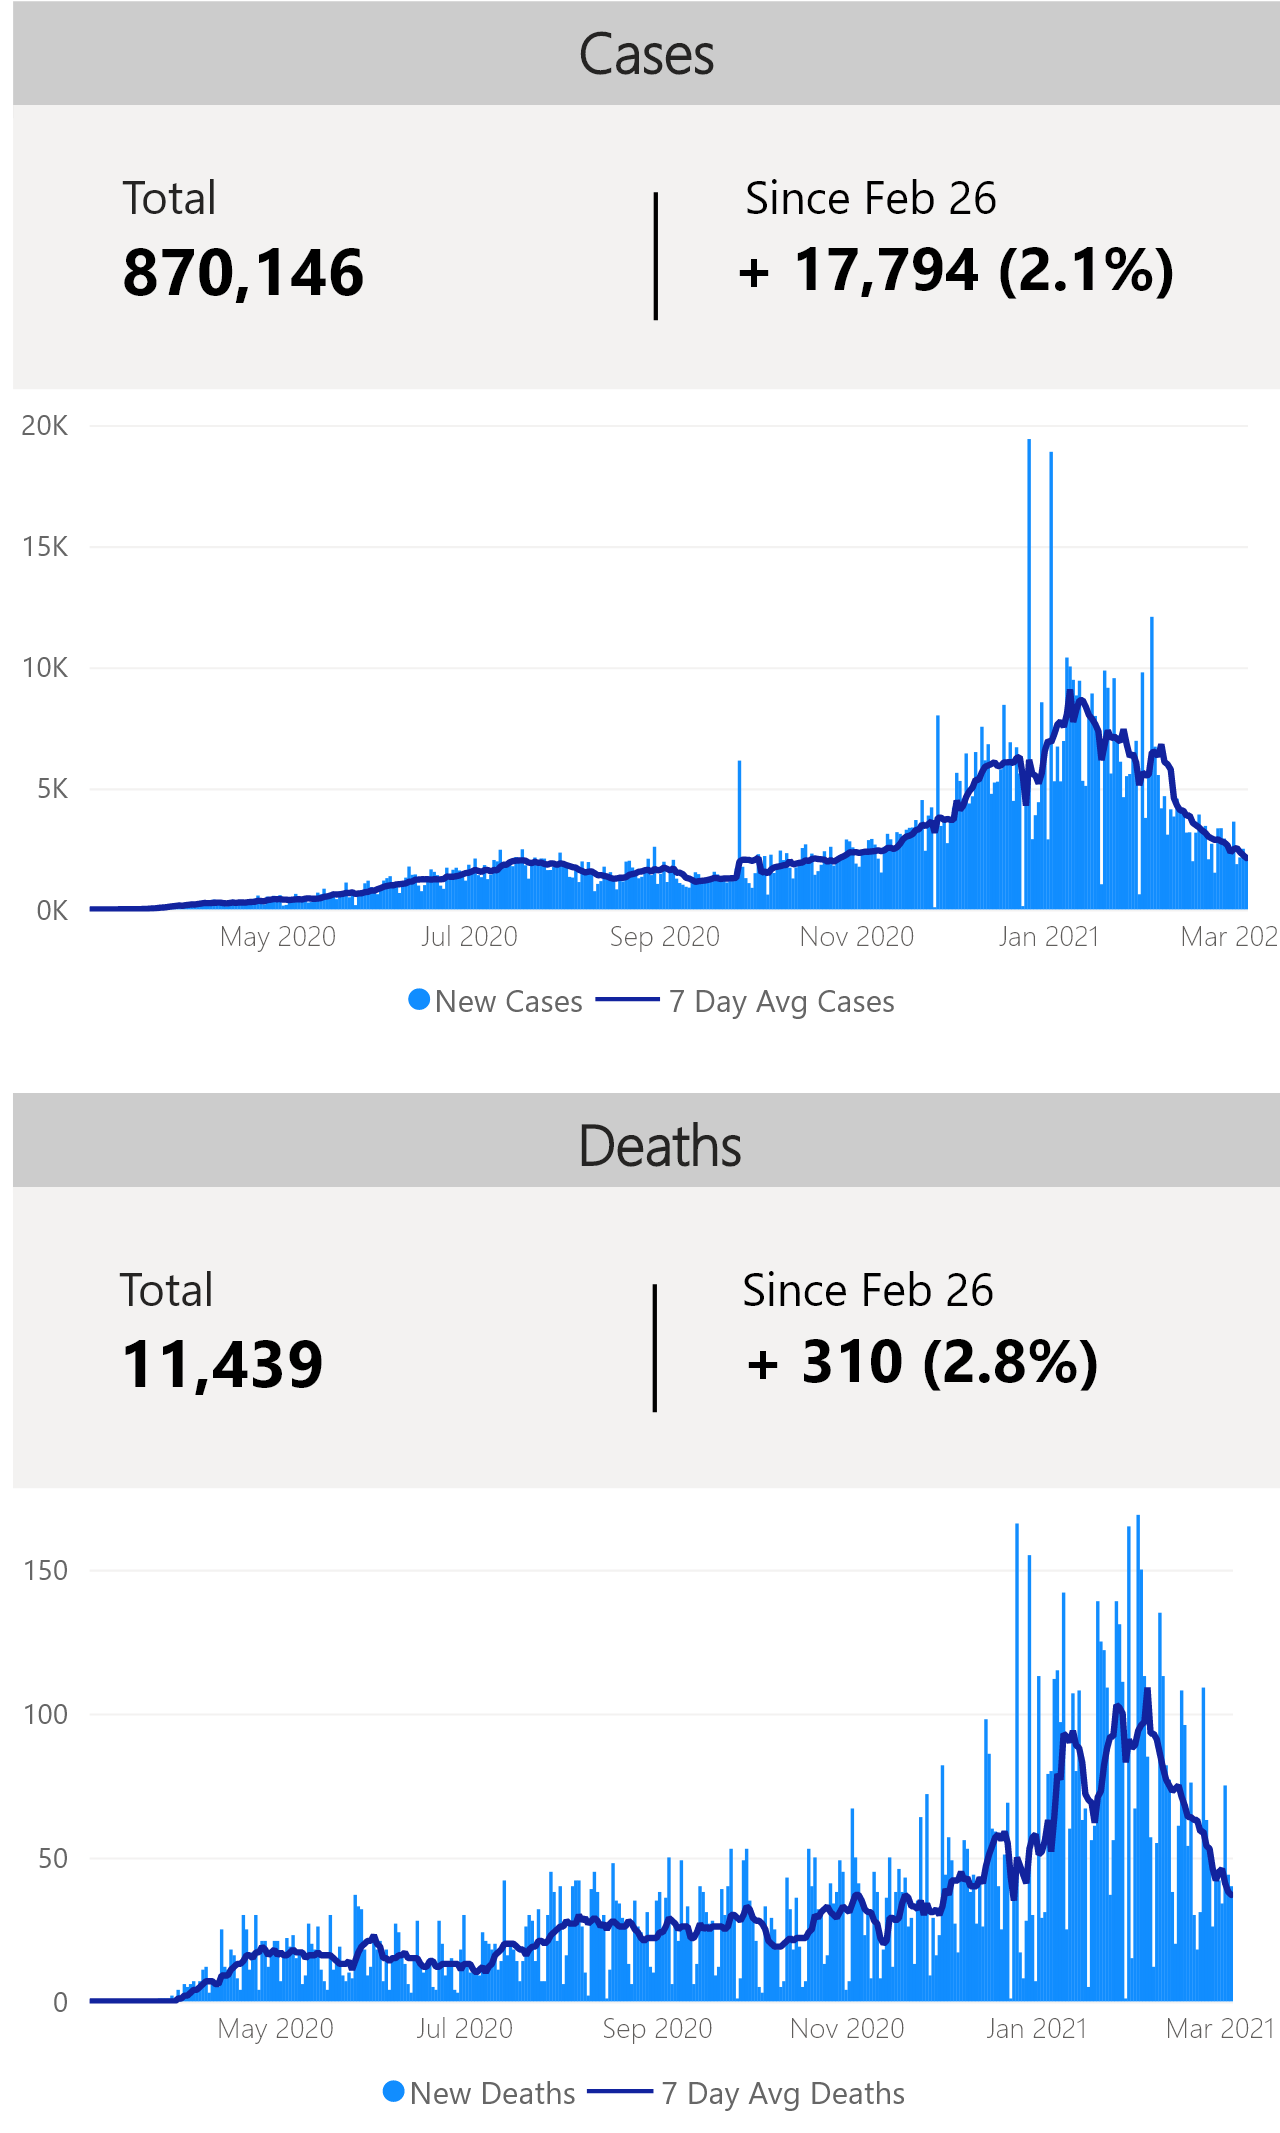 Cases
Total
Since Feb 26
870,146
+ 17,794 (2.1%)
20K
15K
10K
5K
0K
May 2020 Jul 2020 Sep 2020 Nov 2020 Jan 2021 Mar 202
New Cases 7 Day Avg Cases
Deaths
Total
Since Feb 26
11,439
+ 310 (2.8%)
150
100
50
0
May 2020 Jul 2020 Sep 2020 Nov 2020 Jan 2021 Mar 2021
New Deaths 7 Day Avg Deaths